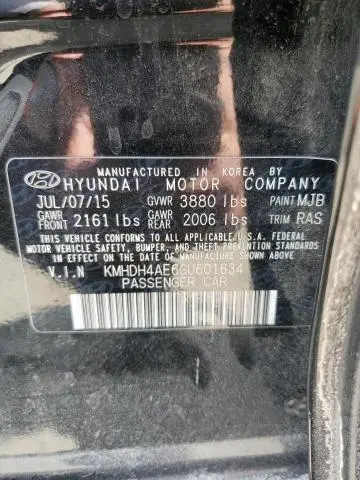 MANUFACTURED IN KOREA BY
HYUNDAI MOTOR COMPANY
JUL/07/15 GVWR 3880 lbs PAINT MJB
GAWR FRONT 2161 lbs GAWR REAR 2006 lbs TRIM RAS
THIS VEHICLE CONFORMS TO ALL APPLICABLE U.S.A. FEDERAL
MOTOR VEHICLE SAFETY, BUMPER, AND THEFT PREVENTION STANDARDS
IN EFFECT ON THE DATE OF MANUFACTURE SHOWN ABOVE.
V.I.N KMHDH4AE6GU601634
PASSENGER CAR